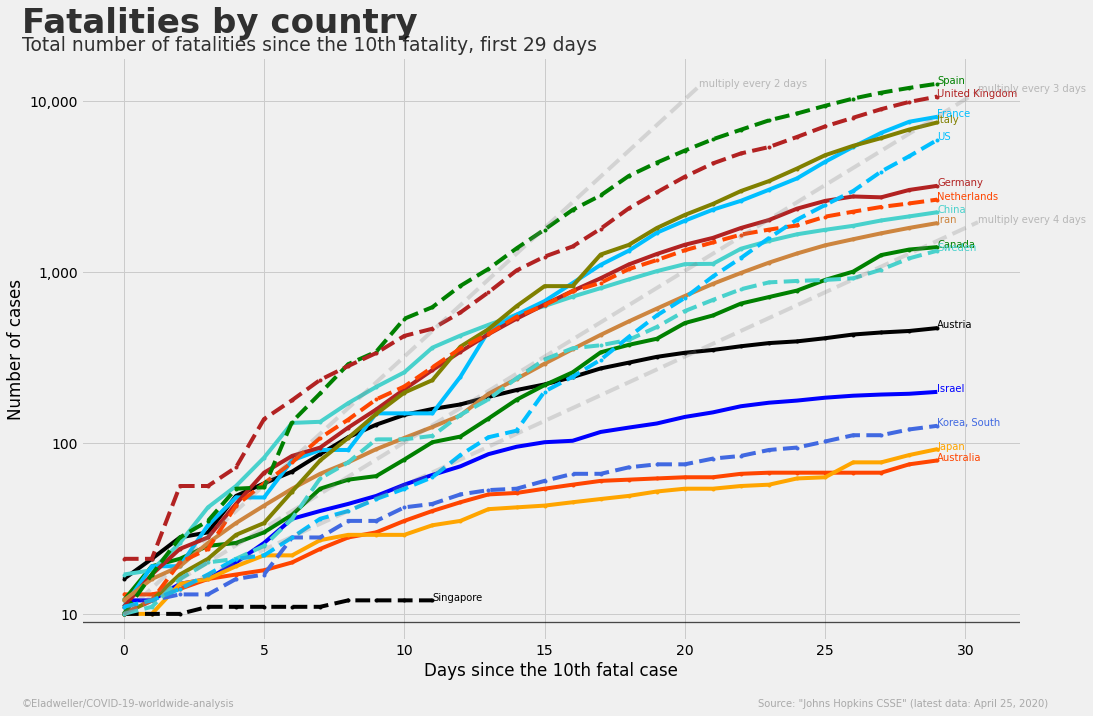 Fatalities by country
Total number of fatalities since the 10th fatality, first 29 days
multiply every 2 days
Spain
multiply every 3 days
United Kingdom
10,000
France
Italy
US
Germany
Netherlands
China
Iran
multiply every 4 days
Canada
Sweden
1,000
Austria
Israel
Korea, South
100
Japan
Australia
Singapore
10
Number of cases
0 5 10 15 20 25 30
Days since the 10th fatal case
©Eladweller/COVID-19-worldwide-analysis
Source: "Johns Hopkins CSSE" (latest data: April 25, 2020)